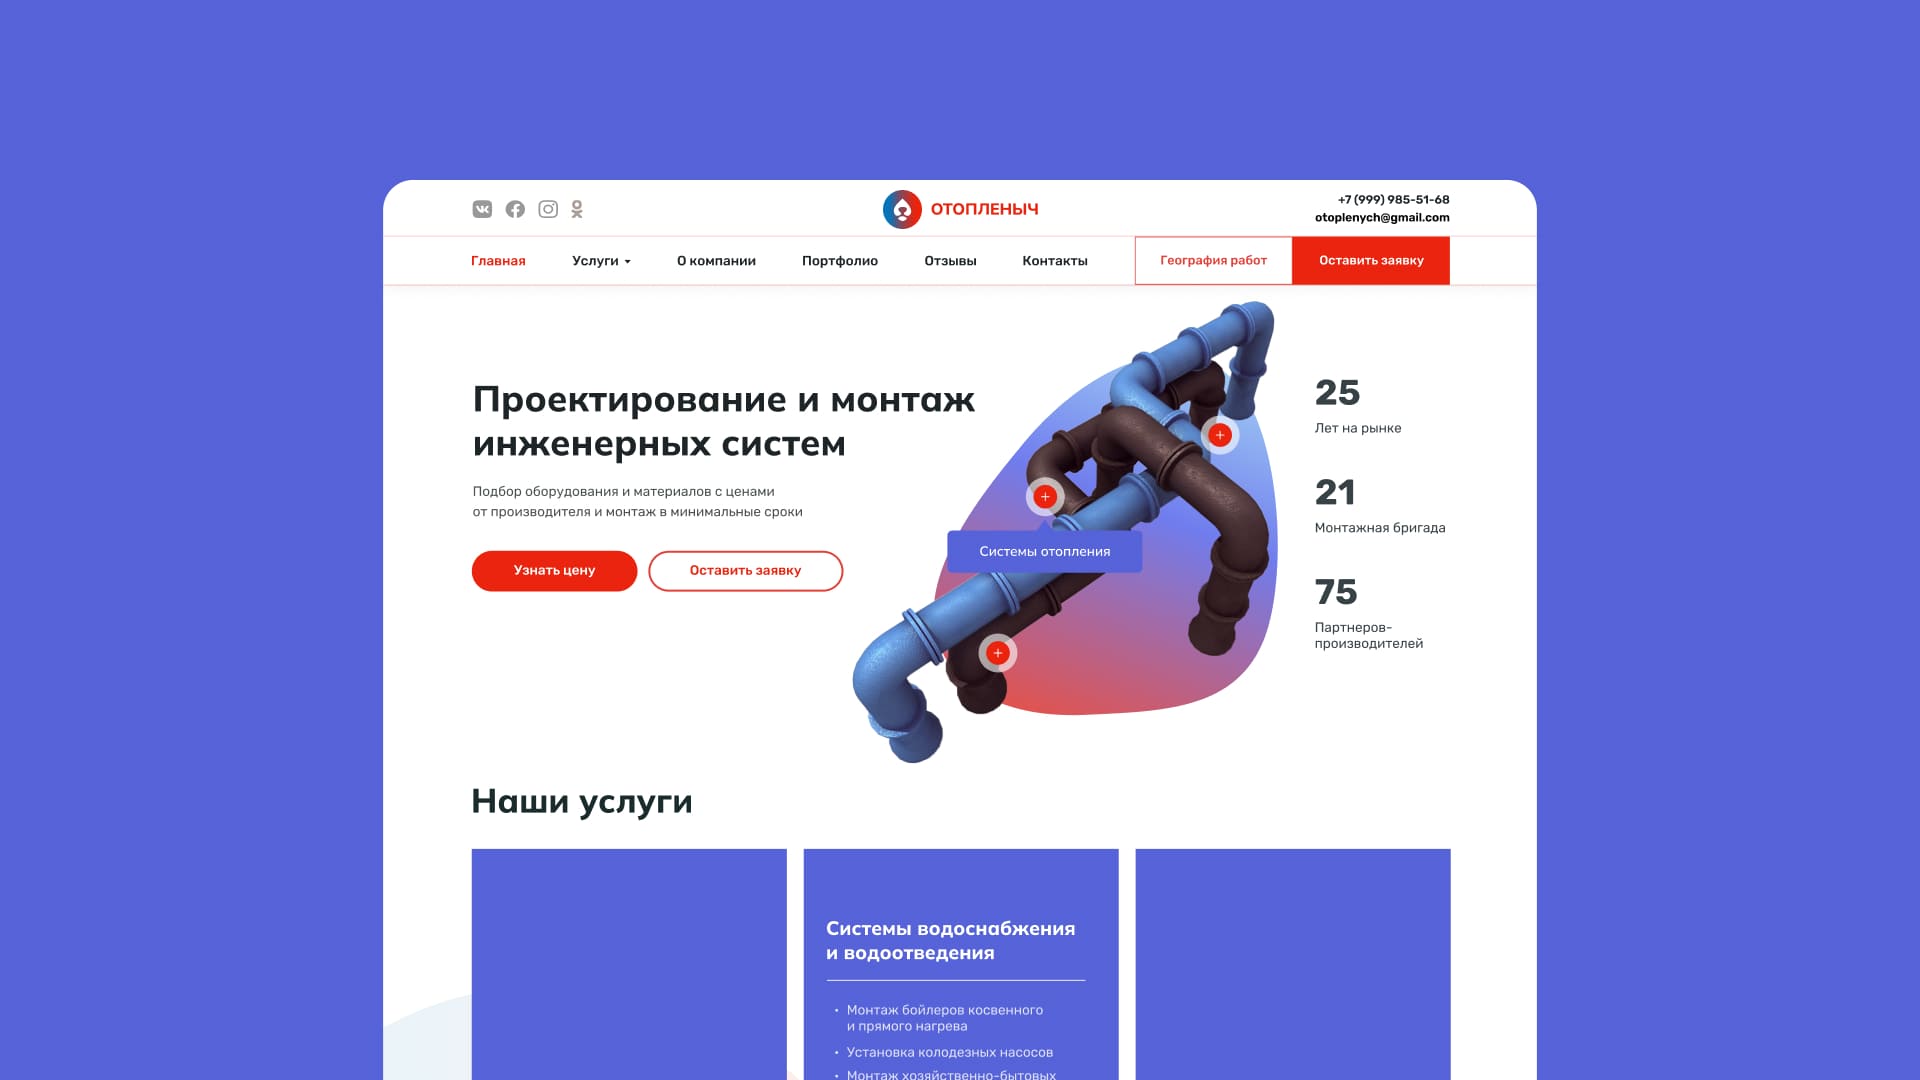 ОТОПЛЕНЫЧ
+7 (999) 985-51-68
otoplenych@gmail.com
Главная
Услуги
О компании
Портфолио
Отзывы
Контакты
География работ
Оставить заявку
Проектирование и монтаж
инженерных систем
Подбор оборудования и материалов с ценами
от производителя и монтаж в минимальные сроки
Узнать цену
Оставить заявку
Системы отопления
25
Лет на рынке
21
Монтажная бригада
75
Партнеров-
производителей
Наши услуги
Системы водоснабжения
и водоотведения
• Монтаж бойлеров косвенного
и прямого нагрева
• Установка колодезных насосов
• Монтаж хозяйственно-бытовых